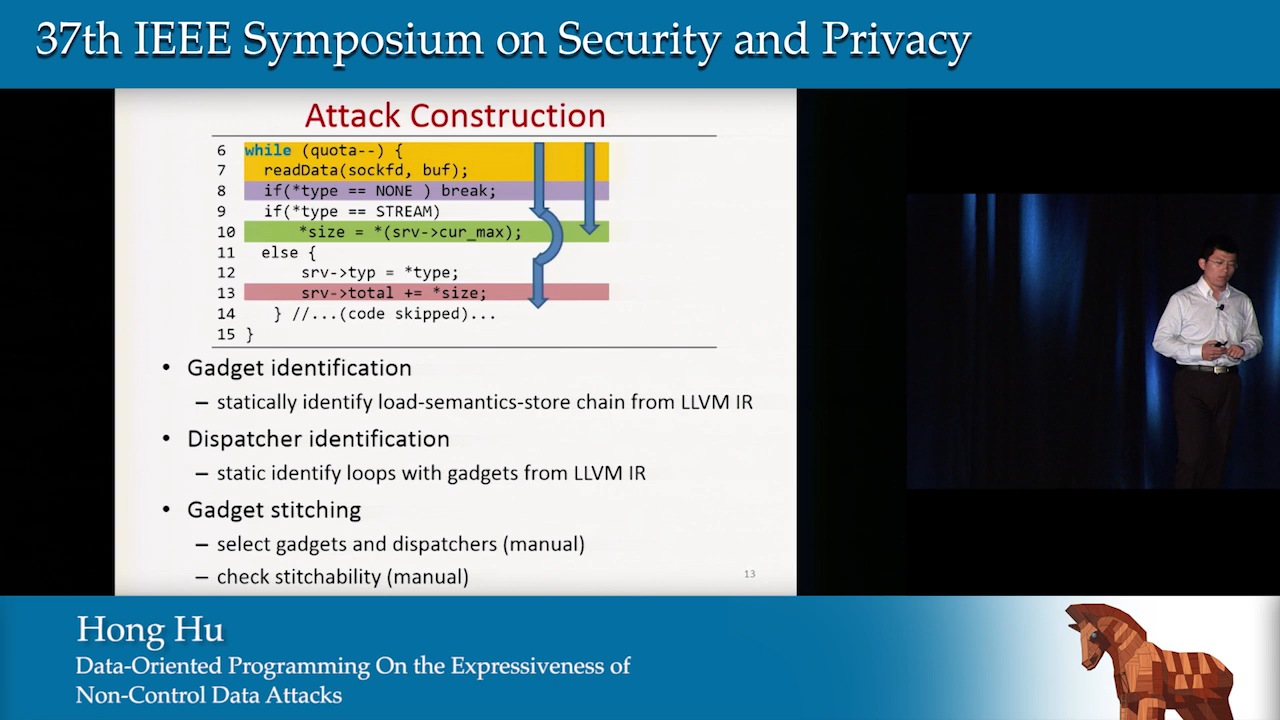 37th IEEE Symposium on Security and Privacy
Attack Construction
6 while (quota--) {
7 readData(sockfd, buf);
8 if(*type == NONE ) break;
9 if(*type == STREAM)
10 *size = *(srv->cur_max);
11 else {
12 srv->typ = *type;
13 srv->total += *size;
14 } //...(code skipped)...
15 }
• Gadget identification
– statically identify load-semantics-store chain from LLVM IR
• Dispatcher identification
– static identify loops with gadgets from LLVM IR
• Gadget stitching
– select gadgets and dispatchers (manual)
– check stitchability (manual)
13
Hong Hu
Data-Oriented Programming On the Expressiveness of
Non-Control Data Attacks